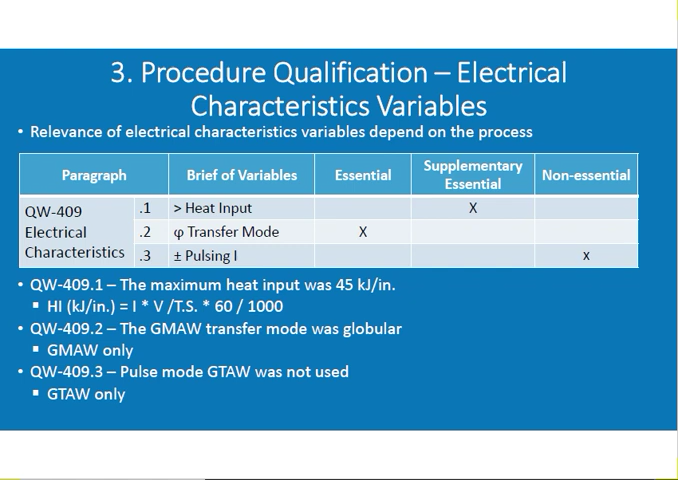 3. Procedure Qualification – Electrical
Characteristics Variables
• Relevance of electrical characteristics variables depend on the process
Paragraph Brief of Variables Essential Supplementary Essential Non-essential
QW-409 Electrical Characteristics .1 > Heat Input X
.2 φ Transfer Mode X
.3 ± Pulsing I x
• QW-409.1 – The maximum heat input was 45 kJ/in.
▪ HI (kJ/in.) = I * V /T.S. * 60 / 1000
• QW-409.2 – The GMAW transfer mode was globular
▪ GMAW only
• QW-409.3 – Pulse mode GTAW was not used
▪ GTAW only